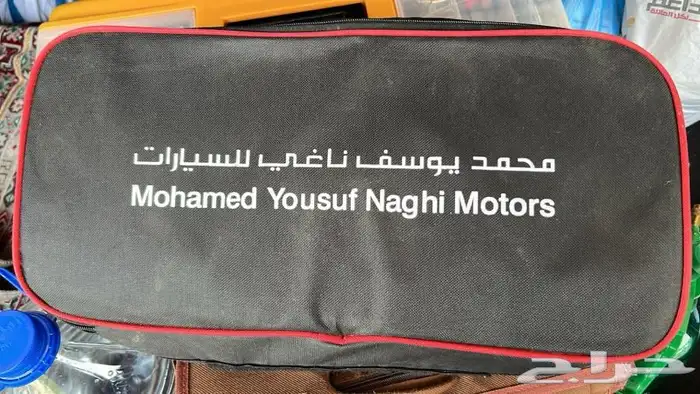 محمد يوسف ناغي للسيارات
Mohamed Yousuf Naghi Motors
حراج